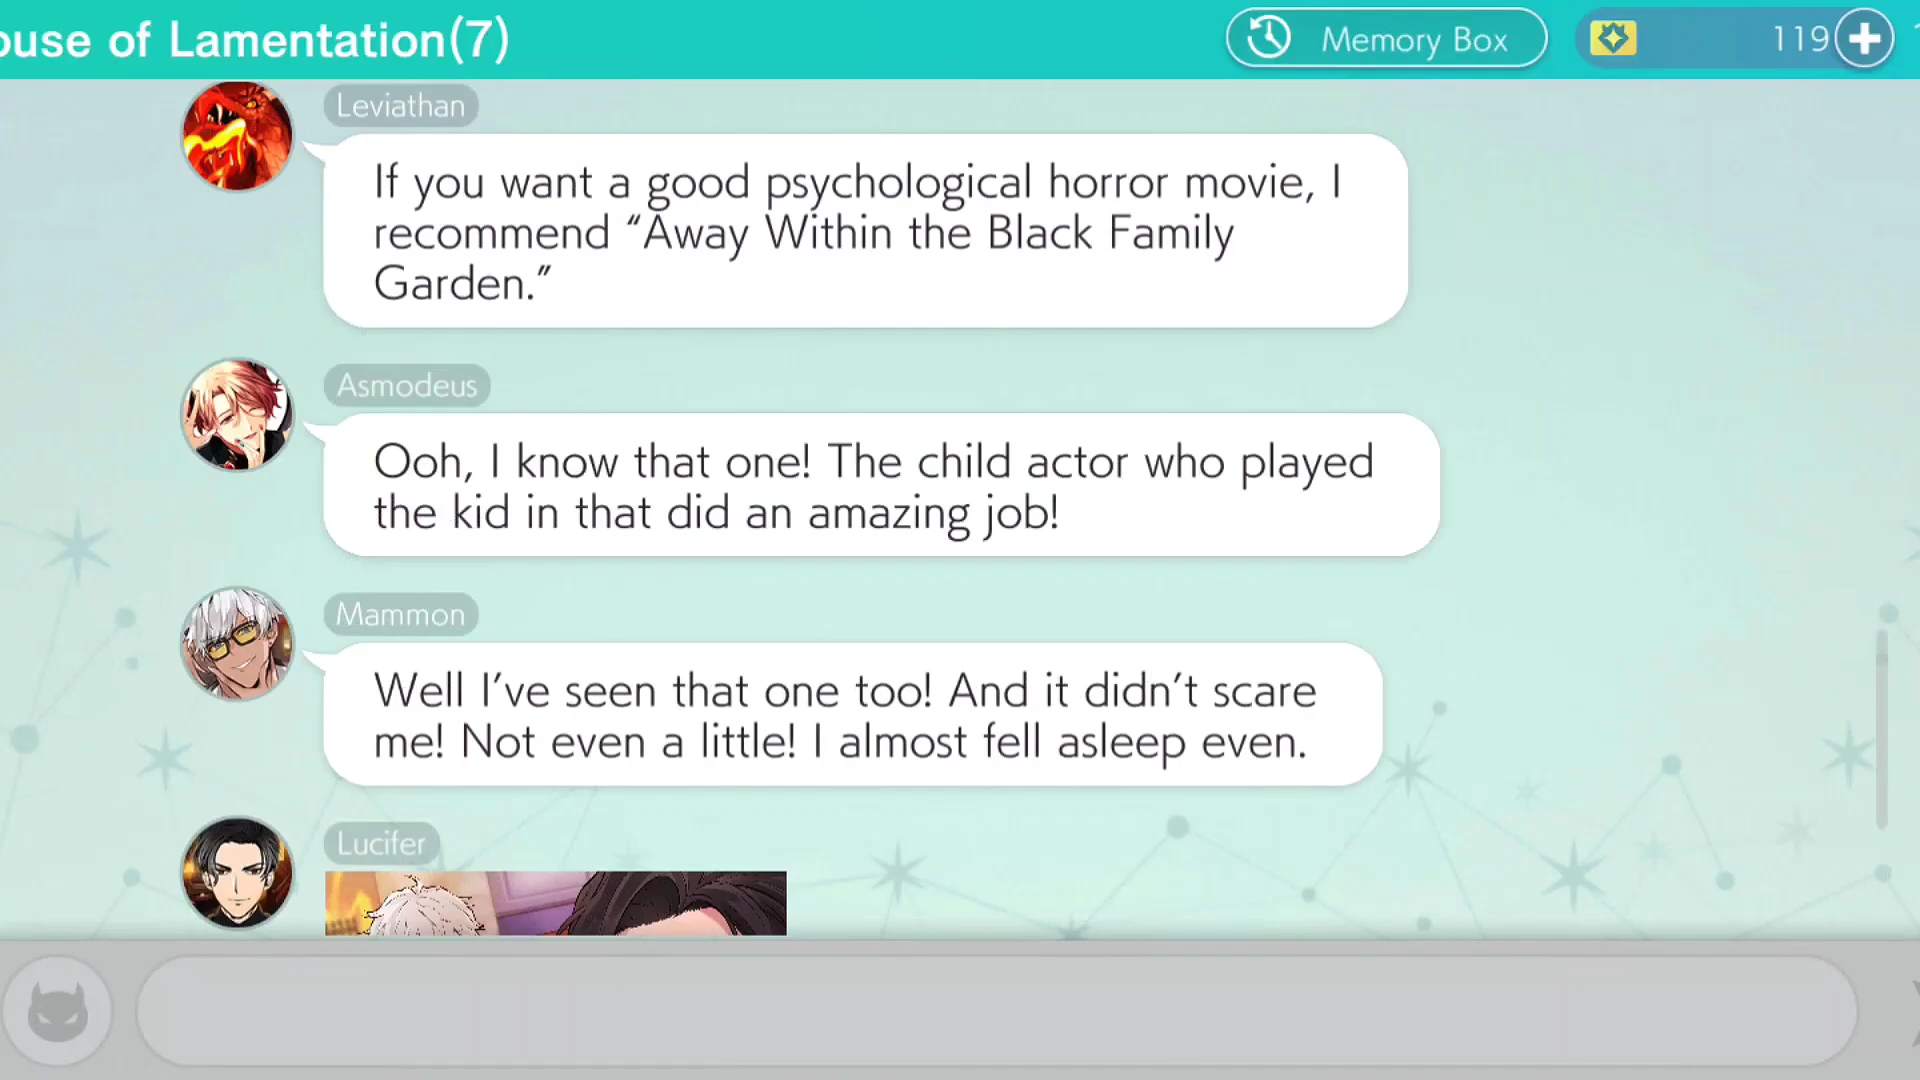 ouse of Lamentation(7)
Memory Box
119
Leviathan
If you want a good psychological horror movie, I
recommend “Away Within the Black Family
Garden.”
Asmodeus
Ooh, I know that one! The child actor who played
the kid in that did an amazing job!
Mammon
Well I’ve seen that one too! And it didn’t scare
me! Not even a little! I almost fell asleep even.
Lucifer